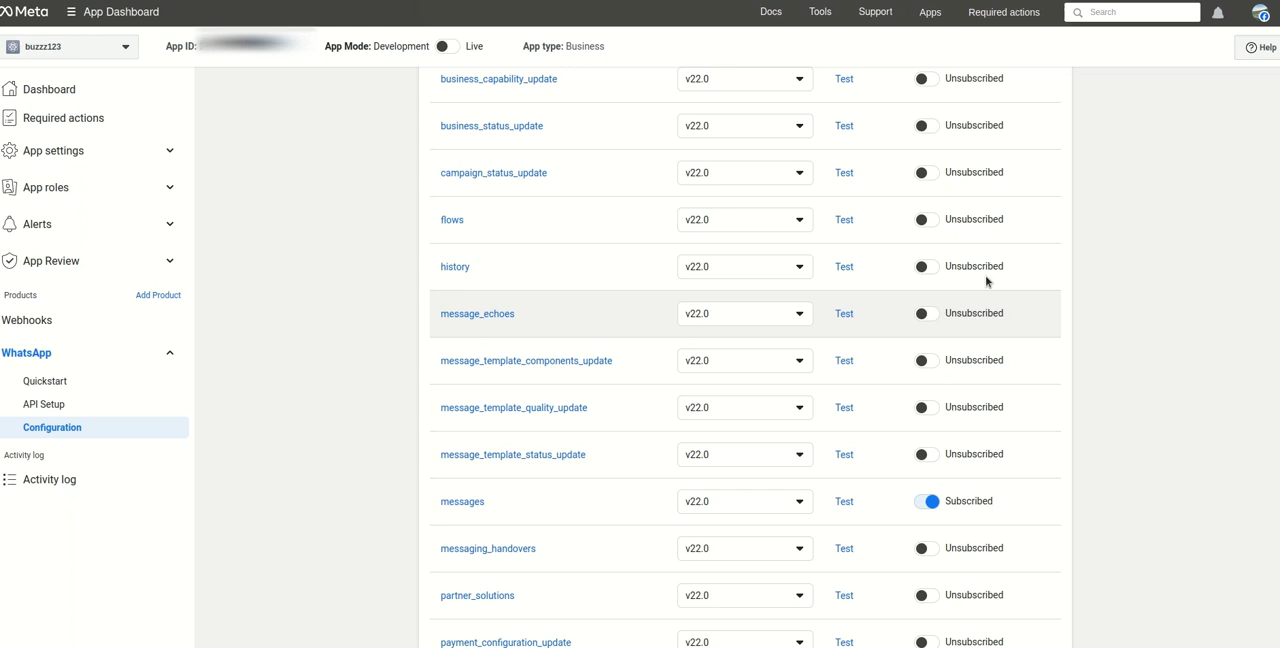 Meta App Dashboard Docs Tools Support Apps Required actions Search
buzzz123 App ID: App Mode: Development Live App type: Business Help
Dashboard
Required actions
App settings
App roles
Alerts
App Review
Products Add Product
Webhooks
WhatsApp
Quickstart
API Setup
Configuration
Activity log
Activity log
business_capability_update v22.0 Test Unsubscribed
business_status_update v22.0 Test Unsubscribed
campaign_status_update v22.0 Test Unsubscribed
flows v22.0 Test Unsubscribed
history v22.0 Test Unsubscribed
message_echoes v22.0 Test Unsubscribed
message_template_components_update v22.0 Test Unsubscribed
message_template_quality_update v22.0 Test Unsubscribed
message_template_status_update v22.0 Test Unsubscribed
messages v22.0 Test Subscribed
messaging_handovers v22.0 Test Unsubscribed
partner_solutions v22.0 Test Unsubscribed
payment_configuration_update v22.0 Test Unsubscribed